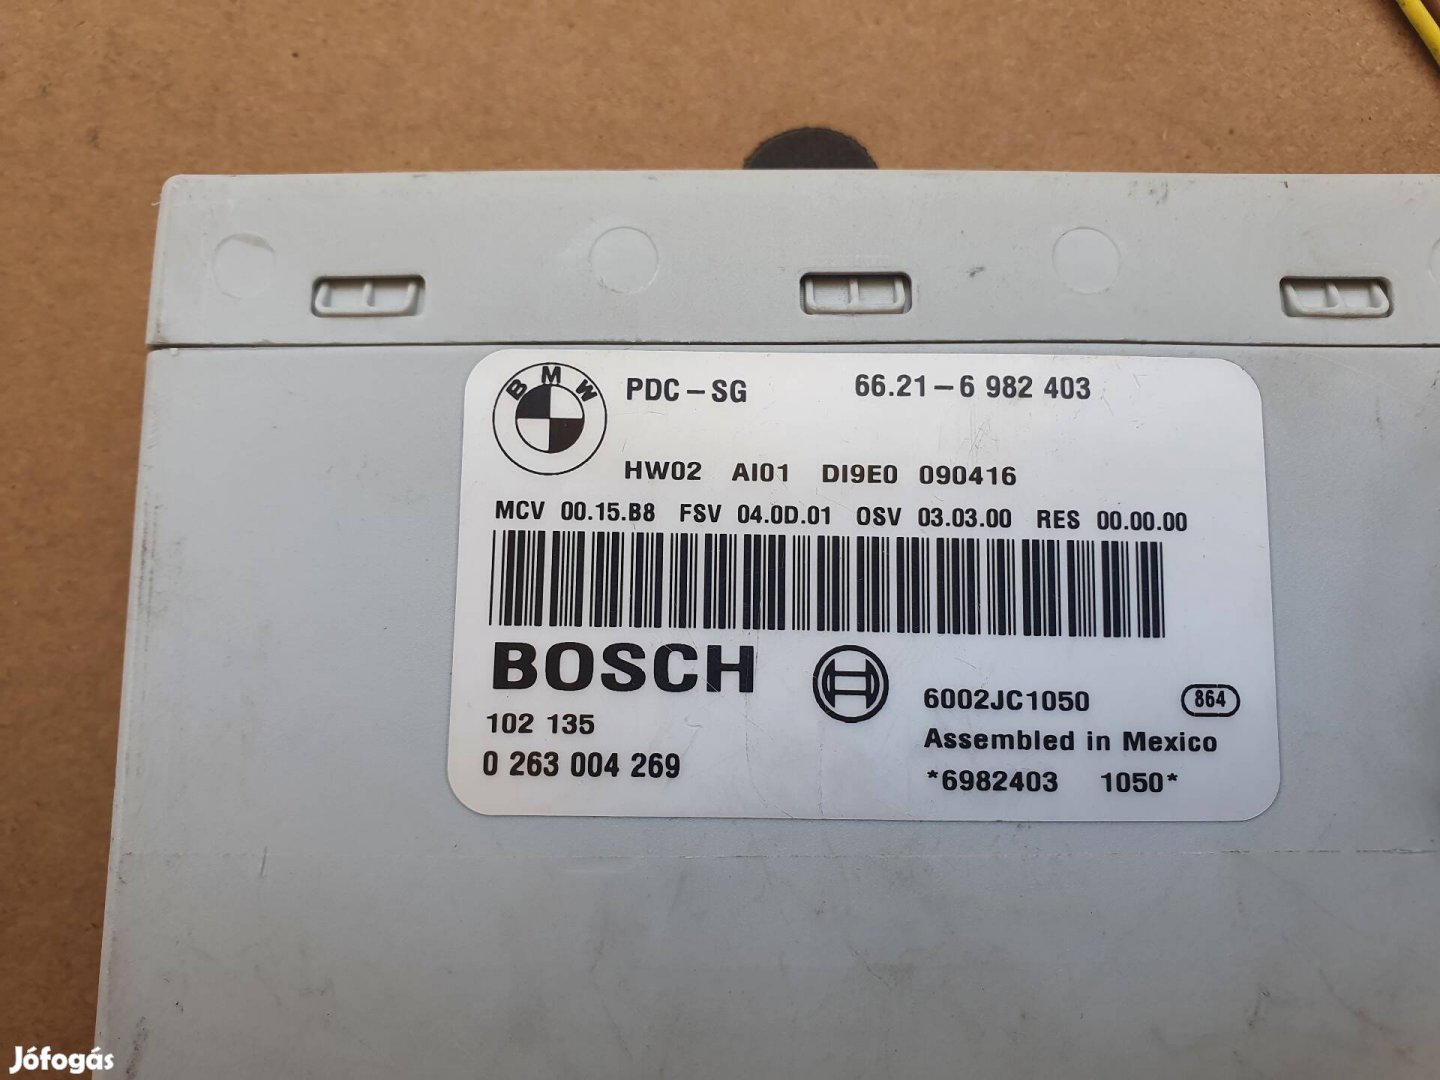 BMW
PDC-SG 66.21-6 982 403
HW02 AI01 DI9E0 090416
MCV 00.15.B8 FSV 04.0D.01 OSV 03.03.00 RES 00.00.00
BOSCH
102 135
0 263 004 269
6002JC1050 864
Assembled in Mexico
*6982403 1050*
Jófogás